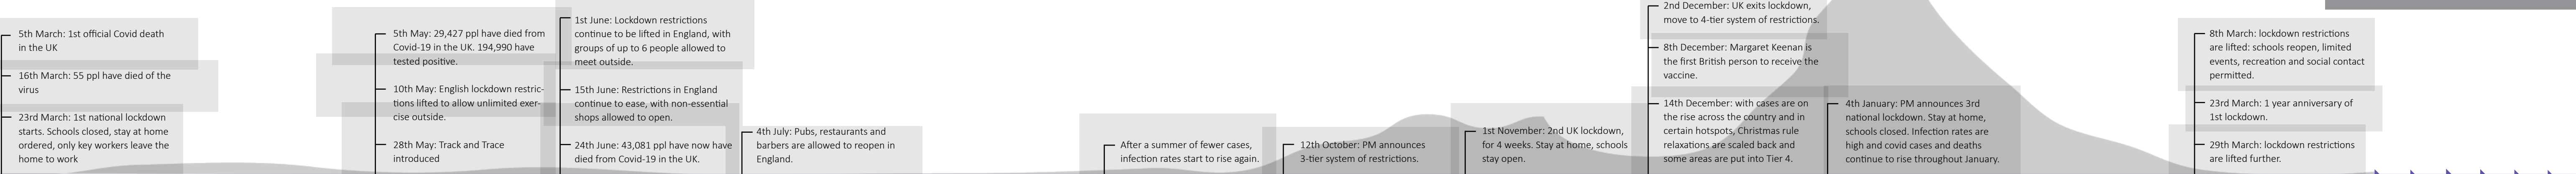 5th March: 1st official Covid death
in the UK
16th March: 55 ppl have died of the
virus
23rd March: 1st national lockdown
starts. Schools closed, stay at home
ordered, only key workers leave the
home to work
5th May: 29,427 ppl have died from
Covid-19 in the UK. 194,990 have
tested positive.
10th May: English lockdown restric-
tions lifted to allow unlimited exer-
cise outside.
28th May: Track and Trace
introduced
1st June: Lockdown restrictions
continue to be lifted in England, with
groups of up to 6 people allowed to
meet outside.
15th June: Restrictions in England
continue to ease, with non-essential
shops allowed to open.
24th June: 43,081 ppl have now have
died from Covid-19 in the UK.
4th July: Pubs, restaurants and
barbers are allowed to reopen in
England.
After a summer of fewer cases,
infection rates start to rise again.
12th October: PM announces
3-tier system of restrictions.
1st November: 2nd UK lockdown,
for 4 weeks. Stay at home, schools
stay open.
2nd December: UK exits lockdown,
move to 4-tier system of restrictions.
8th December: Margaret Keenan is
the first British person to receive the
vaccine.
14th December: with cases are on
the rise across the country and in
certain hotspots, Christmas rule
relaxations are scaled back and
some areas are put into Tier 4.
4th January: PM announces 3rd
national lockdown. Stay at home,
schools closed. Infection rates are
high and covid cases and deaths
continue to rise throughout January.
8th March: lockdown restrictions
are lifted: schools reopen, limited
events, recreation and social contact
permitted.
23rd March: 1 year anniversary of
1st lockdown.
29th March: lockdown restrictions
are lifted further.